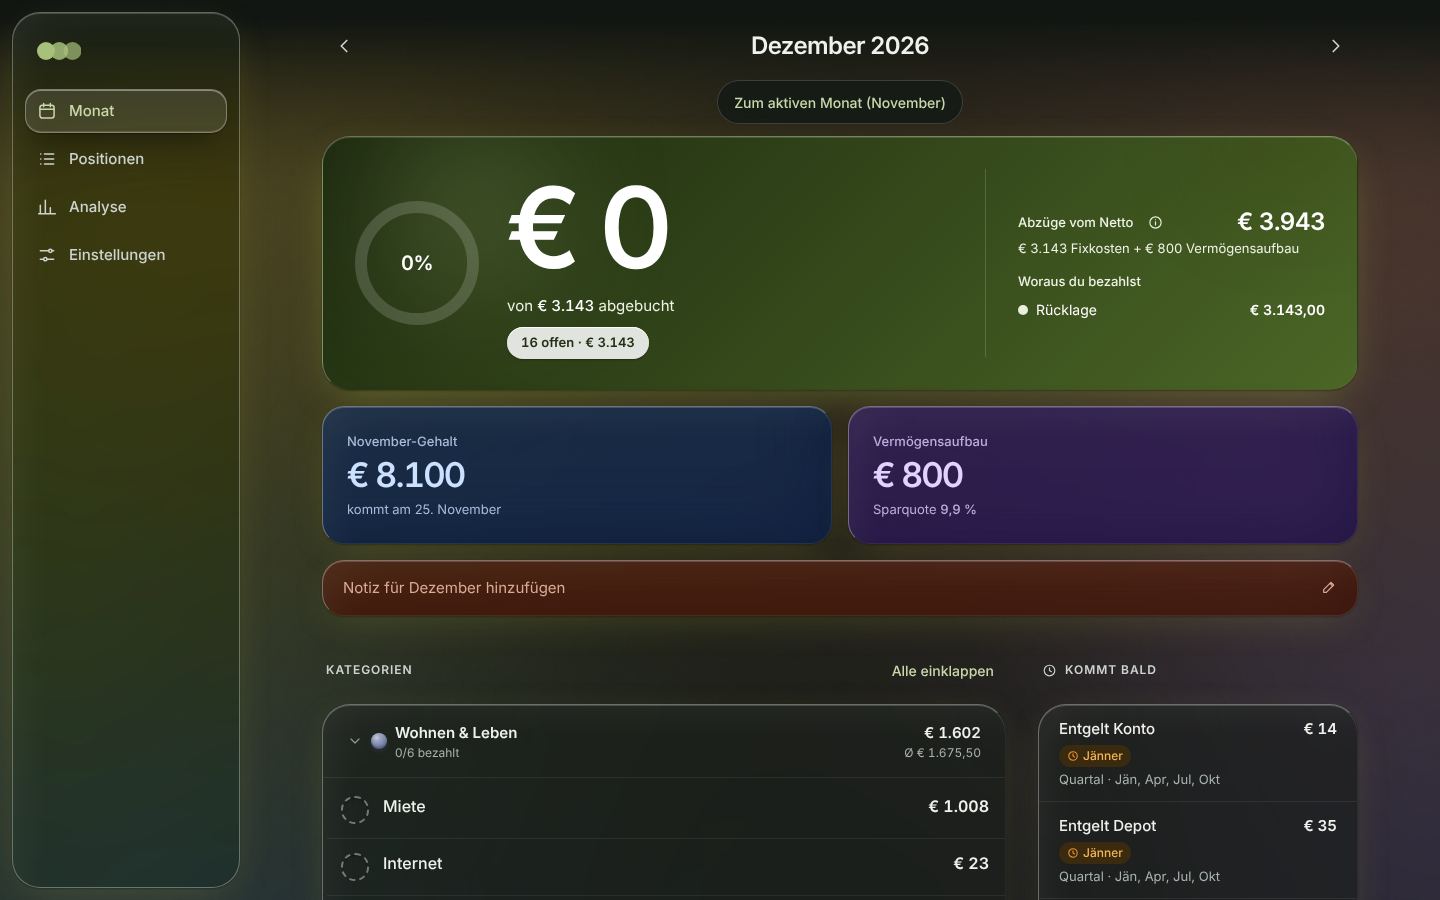 Dezember 2026
Zum aktiven Monat (November)
Monat
Positionen
Analyse
Einstellungen
0%
€ 0
von € 3.143 abgebucht
16 offen · € 3.143
Abzüge vom Netto € 3.943
€ 3.143 Fixkosten + € 800 Vermögensaufbau
Woraus du bezahlst
Rücklage € 3.143,00
November-Gehalt
€ 8.100
kommt am 25. November
Vermögensaufbau
€ 800
Sparquote 9,9 %
Notiz für Dezember hinzufügen
KATEGORIEN Alle einklappen
Wohnen & Leben € 1.602
0/6 bezahlt Ø € 1.675,50
Miete € 1.008
Internet € 23
KOMMT BALD
Entgelt Konto € 14
Jänner
Quartal · Jän, Apr, Jul, Okt
Entgelt Depot € 35
Jänner
Quartal · Jän, Apr, Jul, Okt